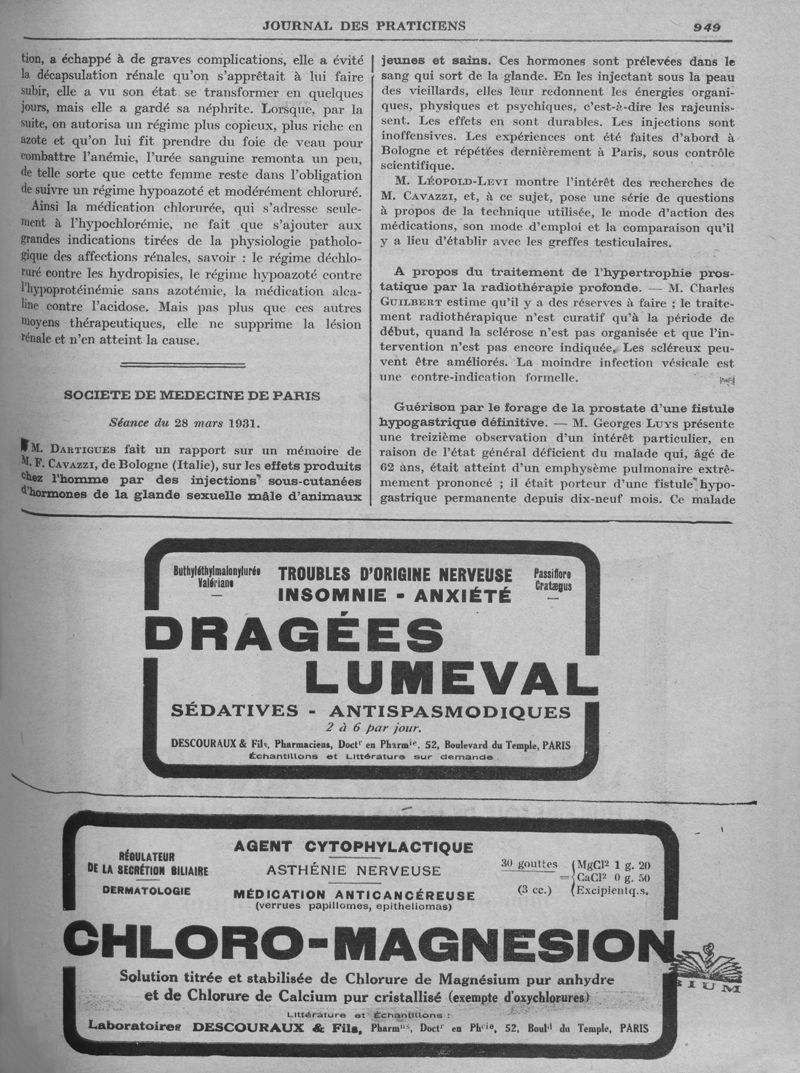 JOURNAL DES PRATICIENS 949
tion, a échappé à de graves complications, elle a évité
la décapsulation rénale qu'on s'apprêtait à lui faire
subir, elle a vu son état se transformer en quelques
jours, mais elle a gardé sa néphrite. Lorsque, par la
suite, on autorisa un régime plus copieux, plus riche en
azote et qu'on lui fit prendre du foie de veau pour
combattre l'anémie, l'urée sanguine remonta un peu,
de telle sorte que cette femme reste dans l'obligation
de suivre un régime hypoazoté et modérément chloruré.
Ainsi la médication chlorurée, qui s'adresse seule-
ment à l'hypochlorémie, ne fait que s'ajouter aux
grandes indications tirées de la physiologie patholo-
gique des affections rénales, savoir : le régime déchlo-
ruré contre les hydropisies, le régime hypoazoté contre
l'hypoprotéinémie sans azotémie, la médication alca-
line contre l'acidose. Mais pas plus que ces autres
moyens thérapeutiques, elle ne supprime la lésion
rénale et n'en atteint la cause.
SOCIETE DE MEDECINE DE PARIS
Séance du 28 mars 1931.
M. DARTIGUES fait un rapport sur un mémoire de
M. F. CAVAZZI, de Bologne (Italie), sur les effets produits
chez l'homme par des injections sous-cutanées
d'hormones de la glande sexuelle mâle d'animaux
jeunes et sains. Ces hormones sont prélevées dans le
sang qui sort de la glande. En les injectant sous la peau
des vieillards, elles leur redonnent les énergies organi-
ques, physiques et psychiques, c'est-à-dire les rajeunis-
sent. Les effets en sont durables. Les injections sont
inoffensives. Les expériences ont été faites d'abord à
Bologne et répétées dernièrement à Paris, sous contrôle
scientifique.
M. LÉOPOLD-LEVI montre l'intérêt des recherches de
M. CAVAZZI, et, à ce sujet, pose une série de questions
à propos de la technique utilisée, le mode d'action des
médications, son mode d'emploi et la comparaison qu'il
y a lieu d'établir avec les greffes testiculaires.
A propos du traitement de l'hypertrophie pros-
tatique par la radiothérapie profonde. — M. Charles
GUILBERT estime qu'il y a des réserves à faire ; le traite-
ment radiothérapique n'est curatif qu'à la période de
début, quand la sclérose n'est pas organisée et que l'in-
tervention n'est pas encore indiquée. Les scléreux peu-
vent être améliorés. La moindre infection vésicale est
une contre-indication formelle.
Guérison par le forage de la prostate d'une fistule
hypogastrique définitive. — M. Georges LUYS présente
une treizième observation d'un intérêt particulier, en
raison de l'état général déficient du malade qui, âgé de
62 ans, était atteint d'un emphysème pulmonaire extrê-
mement prononcé ; il était porteur d'une fistule hypo-
gastrique permanente depuis dix-neuf mois. Ce malade
Buthyléthylmalonylurée
Valériane
—
TROUBLES D'ORIGINE NERVEUSE
INSOMNIE - ANXIÉTÉ
Passiflore
Cratægus
—
DRAGÉES
LUMEVAL
SÉDATIVES - ANTISPASMODIQUES
2 à 6 par jour.
DESCOURAUX & Fils, Pharmaciens, Doctr en Pharmie, 52, Boulevard du Temple, PARIS
Échantillons et Littérature sur demande
RÉGULATEUR
DE LA SECRÉTION BILIAIRE
DERMATOLOGIE
AGENT CYTOPHYLACTIQUE
ASTHÉNIE NERVEUSE
MÉDICATION ANTICANCÉREUSE
(verrues papillomes, epitheliomas)
30 gouttes = (3 cc.)
MgCl² 1 g. 20
CaCl² 0 g. 50
Excipient q.s.
CHLORO-MAGNESION
Solution titrée et stabilisée de Chlorure de Magnésium pur anhydre
et de Chlorure de Calcium pur cristallisé (exempte d'oxychlorures)
Littérature et Échantillons :
Laboratoires DESCOURAUX & Fils, Pharmns, Doctr en Phcie, 52, Bould du Temple, PARIS